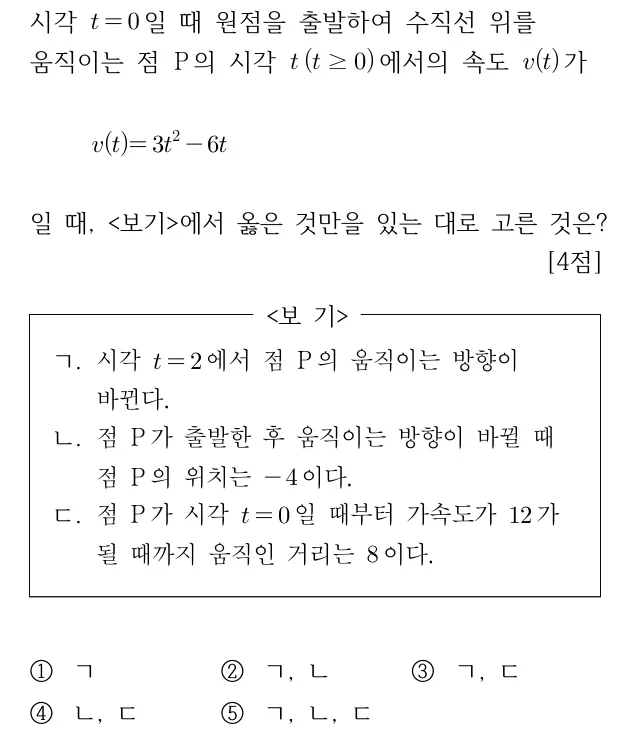 시각 t=0일 때 원점을 출발하여 수직선 위를
움직이는 점 P의 시각 t(t≥0)에서의 속도 v(t)가
v(t)=3t²−6t
일 때, <보기>에서 옳은 것만을 있는 대로 고른 것은?
[4점]
<보 기>
ㄱ. 시각 t=2에서 점 P의 움직이는 방향이
바뀐다.
ㄴ. 점 P가 출발한 후 움직이는 방향이 바뀔 때
점 P의 위치는 −4이다.
ㄷ. 점 P가 시각 t=0일 때부터 가속도가 12가
될 때까지 움직인 거리는 8이다.
① ㄱ ② ㄱ, ㄴ ③ ㄱ, ㄷ
④ ㄴ, ㄷ ⑤ ㄱ, ㄴ, ㄷ